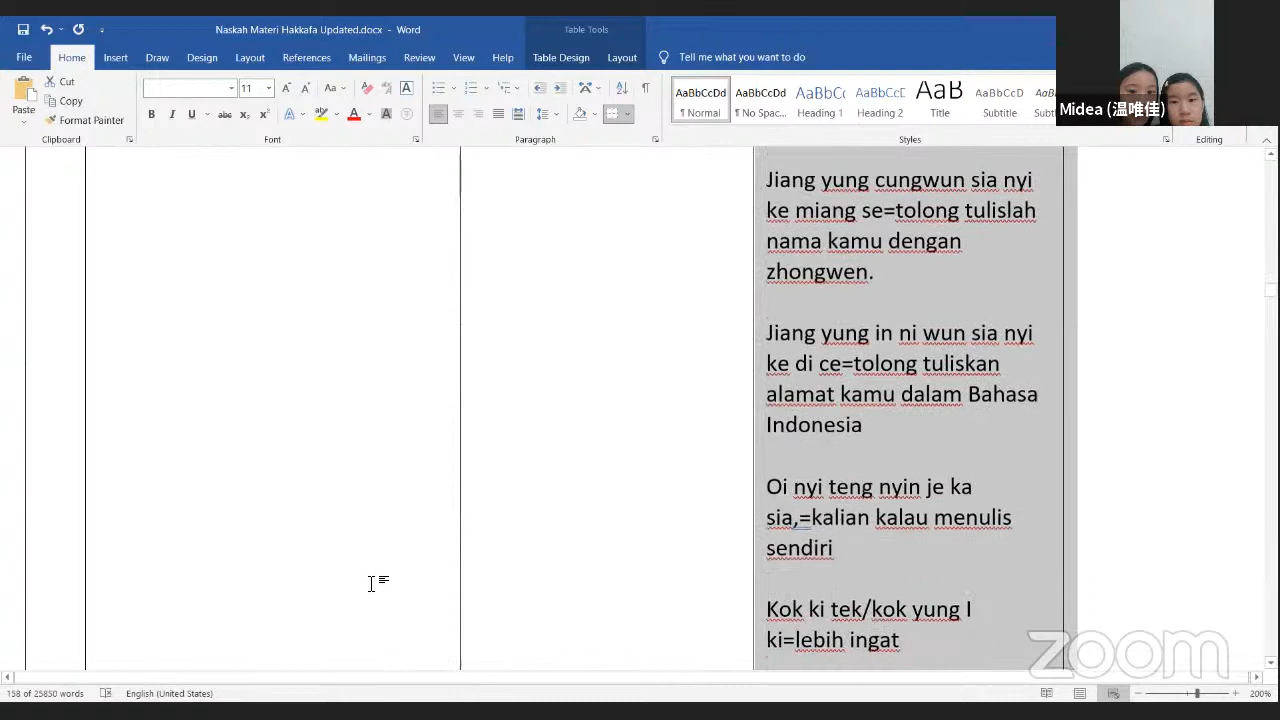 Naskah Materi Hakkafa Updated.docx - Word
Table Tools
File Home Insert Draw Design Layout References Mailings Review View Help Table Design Layout Tell me what you want to do
Midea (温唯佳)
Paste
Cut
Copy
Format Painter
11
AaBbCcDd AaBbCcDd AaBbCc AaBbCcE AaB AaBbCcD
¶ Normal ¶ No Spac... Heading 1 Heading 2 Title Subtitle
Clipboard Font Paragraph Styles Editing
Jiang yung cungwun sia nyi
ke miang se=tolong tulislah
nama kamu dengan
zhongwen.
Jiang yung in ni wun sia nyi
ke di ce=tolong tuliskan
alamat kamu dalam Bahasa
Indonesia
Oi nyi teng nyin je ka
sia,=kalian kalau menulis
sendiri
Kok ki tek/kok yung I
ki=lebih ingat
zoom
158 of 25850 words English (United States) 200%